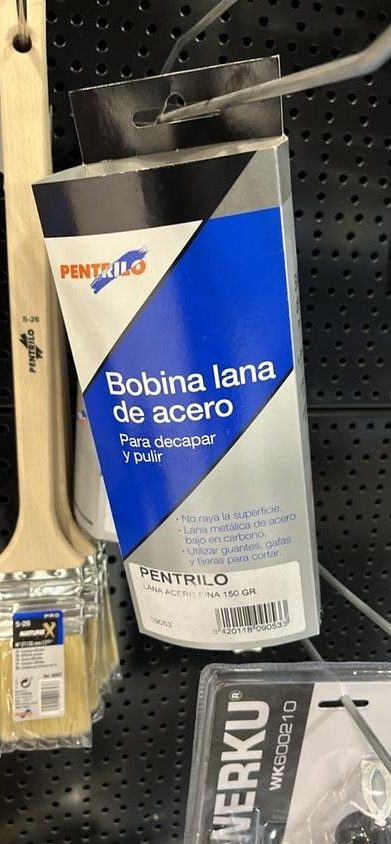 S-26
PENTRILO
PENTRILO
Bobina lana
de acero
Para decapar
y pulir
· No raya la superficie.
· Lana metálica de acero
bajo en carbono.
· Utilizar guantes, gafas
y tijeras para cortar.
PENTRILO
LANA ACERO FINA 150 GR.
09053
8 420118 090533
PRO
S-26
NATUREX
WERKU®
WK600210